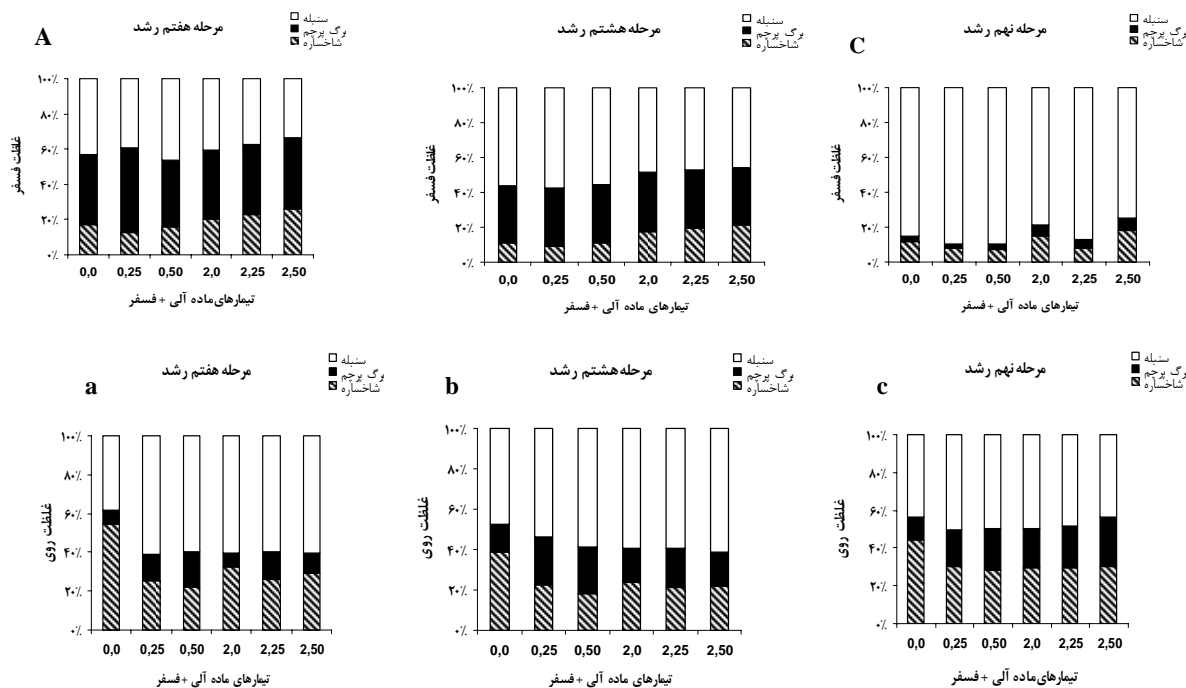 A
مرحله هفتم رشد
سنبله
برگ پرچم
شاخساره
غلظت فسفر
۱۰۰٪
۸۰٪
۶۰٪
۴۰٪
۲۰٪
۰٪
0,0 0,25 0,50 2,0 2,25 2,50
تیمارهای ماده آلی + فسفر
مرحله هشتم رشد
سنبله
برگ پرچم
شاخساره
غلظت فسفر
۱۰۰٪
۸۰٪
۶۰٪
۴۰٪
۲۰٪
۰٪
0,0 0,25 0,50 2,0 2,25 2,50
تیمارهای ماده آلی + فسفر
C
مرحله نهم رشد
سنبله
برگ پرچم
شاخساره
غلظت فسفر
۱۰۰٪
۸۰٪
۶۰٪
۴۰٪
۲۰٪
۰٪
0,0 0,25 0,50 2,0 2,25 2,50
تیمارهای ماده آلی + فسفر
a
مرحله هفتم رشد
سنبله
برگ پرچم
شاخساره
غلظت روی
۱۰۰٪
۸۰٪
۶۰٪
۴۰٪
۲۰٪
۰٪
0,0 0,25 0,50 2,0 2,25 2,50
تیمارهای ماده آلی + فسفر
b
مرحله هشتم رشد
سنبله
برگ پرچم
شاخساره
غلظت روی
۱۰۰٪
۸۰٪
۶۰٪
۴۰٪
۲۰٪
۰٪
0,0 0,25 0,50 2,0 2,25 2,50
تیمارهای ماده آلی + فسفر
c
مرحله نهم رشد
سنبله
برگ پرچم
شاخساره
غلظت روی
۱۰۰٪
۸۰٪
۶۰٪
۴۰٪
۲۰٪
۰٪
0,0 0,25 0,50 2,0 2,25 2,50
تیمارهای ماده آلی + فسفر